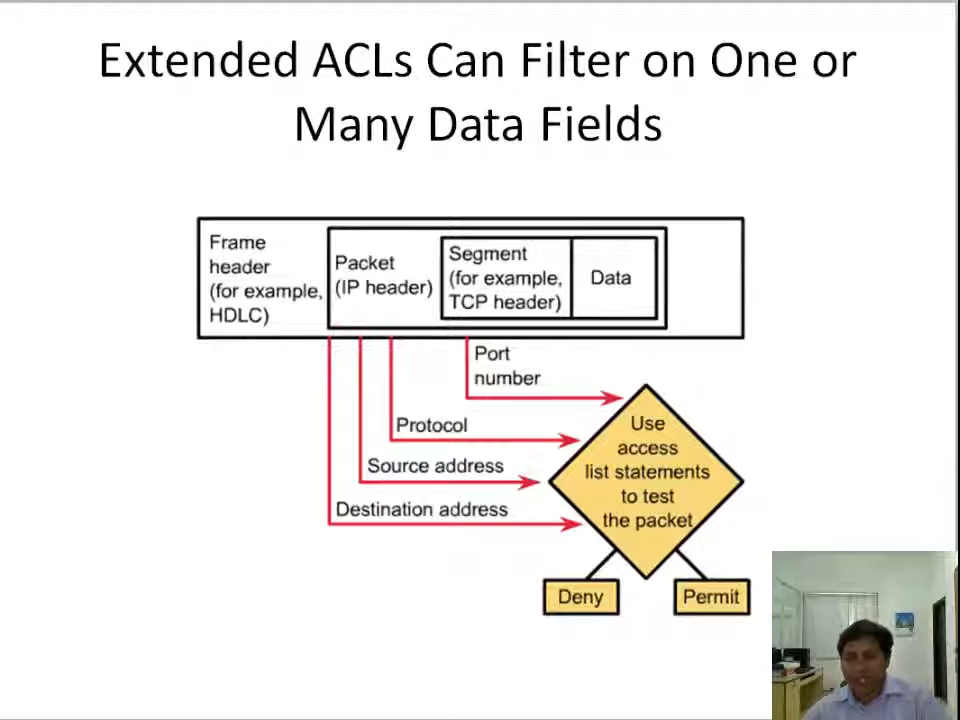 Extended ACLs Can Filter on One or
Many Data Fields
Frame
header
(for example,
HDLC)
Packet
(IP header)
Segment
(for example,
TCP header)
Data
Port
number
Protocol
Source address
Destination address
Use
access
list statements
to test
the packet
Deny
Permit